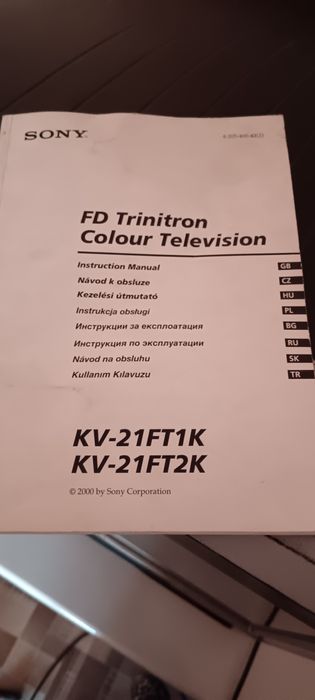 SONY
FD Trinitron
Colour Television
Instruction Manual GB
Návod k obsluze CZ
Kezelési útmutató HU
Instrukcja obsługi PL
Инструкции за експлоатация BG
Инструкция по эксплуатации RU
Návod na obsluhu SK
Kullanım Kılavuzu TR
KV-21FT1K
KV-21FT2K
© 2000 by Sony Corporation